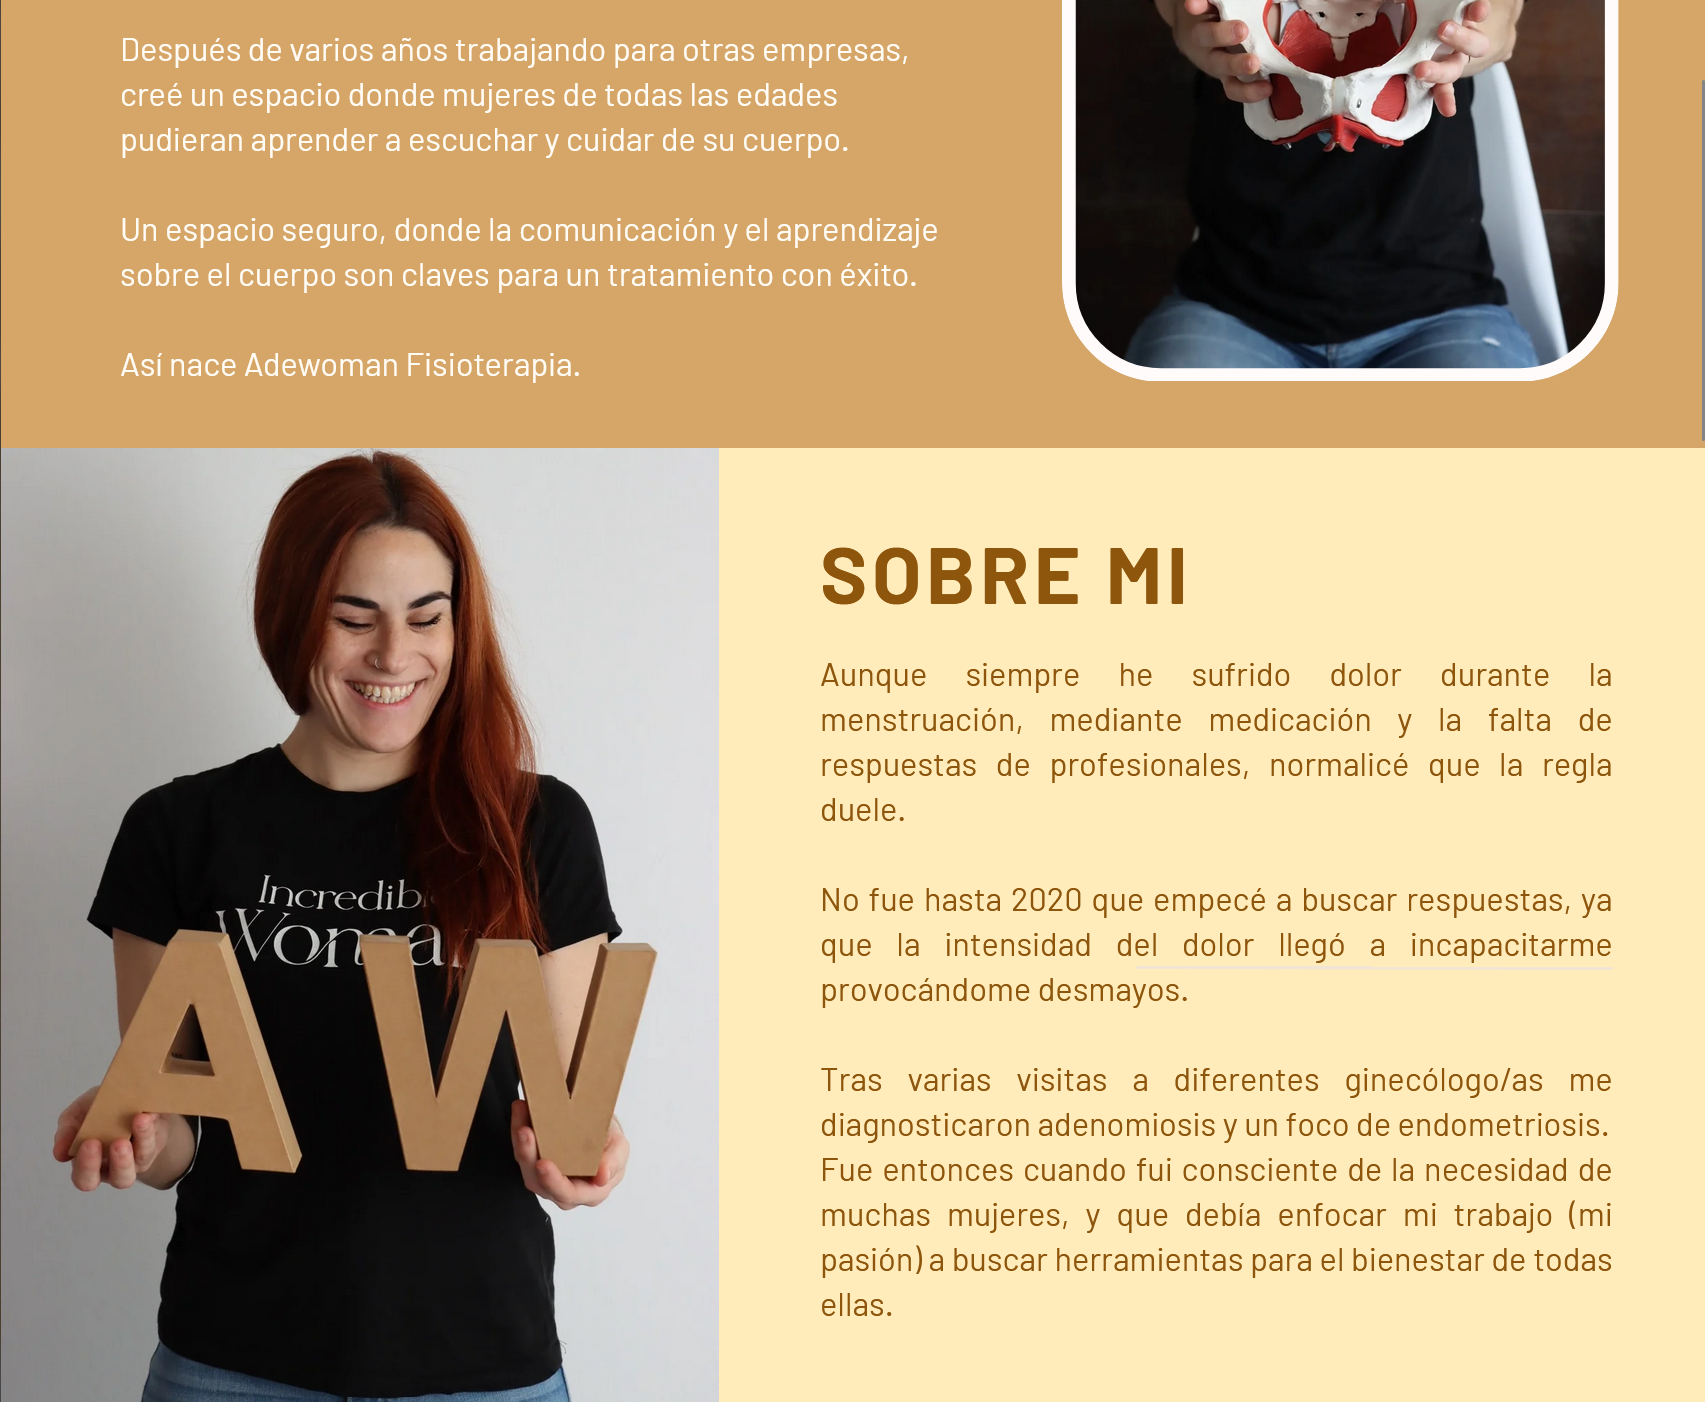 Después de varios años trabajando para otras empresas,
creé un espacio donde mujeres de todas las edades
pudieran aprender a escuchar y cuidar de su cuerpo.
Un espacio seguro, donde la comunicación y el aprendizaje
sobre el cuerpo son claves para un tratamiento con éxito.
Así nace Adewoman Fisioterapia.
SOBRE MI
Aunque siempre he sufrido dolor durante la
menstruación, mediante medicación y la falta de
respuestas de profesionales, normalicé que la regla
duele.
No fue hasta 2020 que empecé a buscar respuestas, ya
que la intensidad del dolor llegó a incapacitarme
provocándome desmayos.
Tras varias visitas a diferentes ginecólogo/as me
diagnosticaron adenomiosis y un foco de endometriosis.
Fue entonces cuando fui consciente de la necesidad de
muchas mujeres, y que debía enfocar mi trabajo (mi
pasión) a buscar herramientas para el bienestar de todas
ellas.
A W